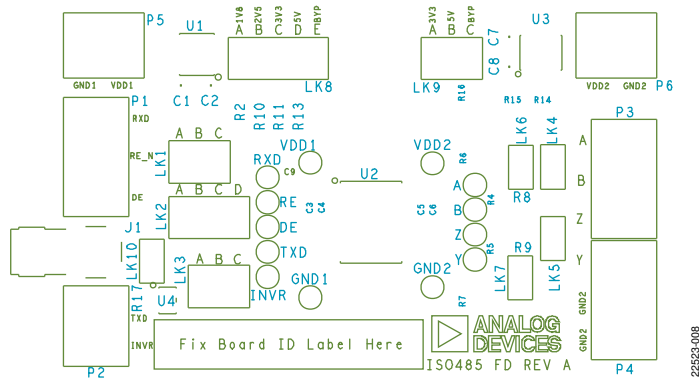 P5
U1
1V8 2V5 3V3 5V BYP
A B C D E
3V3 5V BYP
A B C
C7
C8
U3
GND1 VDD1
C1 C2
LK8
LK9
R16
R15 R14
VDD2 GND2
P6
P1
RXD
RE_N
DE
LK1
A B C
R2
R10
R11
R13
VDD1
RXD
C9
U2
VDD2
R6
LK6
LK4
P3
A
B
Z
Y
LK2
A B C D
RE
DE
TXD
INVR
C3
C4
C5
C6
A
B
Z
Y
R4
R5
R8
J1
LK10
LK3
A B C
GND1
GND2
R9
LK7
LK5
R17
U4
TXD
INVR
R7
GND2
GND2
Fix Board ID Label Here
ANALOG
DEVICES
ISO485 FD REV A
P2
P4
22523-008